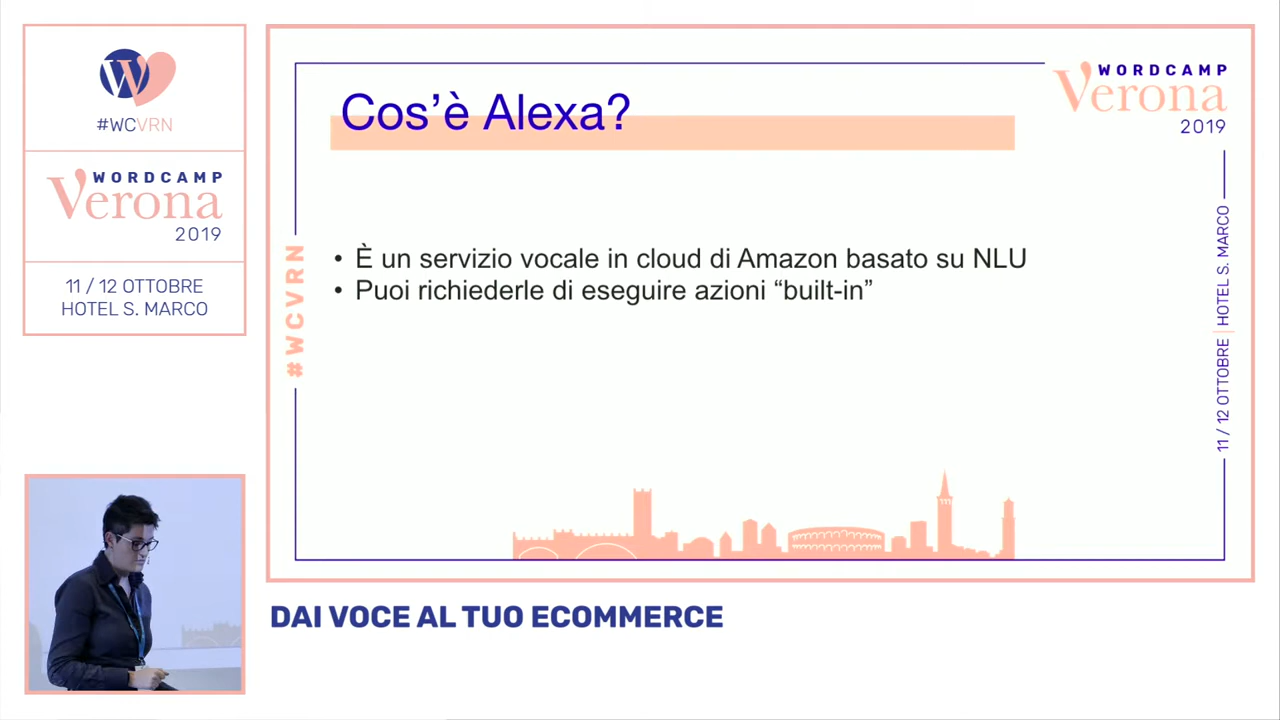 #WCVRN
WORDCAMP
Verona
2019
11 / 12 OTTOBRE
HOTEL S. MARCO
Cos’è Alexa?
• È un servizio vocale in cloud di Amazon basato su NLU
• Puoi richiederle di eseguire azioni “built-in”
WORDCAMP
Verona
2019
#WCVRN
11 / 12 OTTOBRE | HOTEL S. MARCO
DAI VOCE AL TUO ECOMMERCE